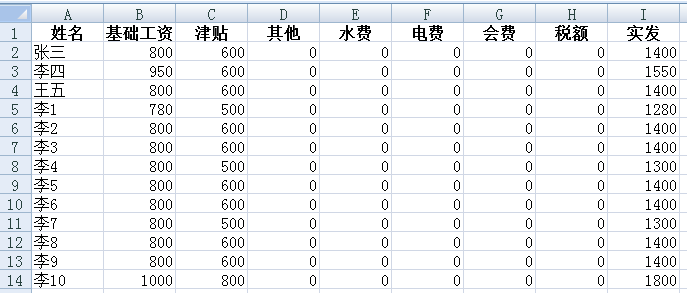 A B C D E F G H I
1 姓名 基础工资 津贴 其他 水费 电费 会费 税额 实发
2 张三 800 600 0 0 0 0 0 1400
3 李四 950 600 0 0 0 0 0 1550
4 王五 800 600 0 0 0 0 0 1400
5 李1 780 500 0 0 0 0 0 1280
6 李2 800 600 0 0 0 0 0 1400
7 李3 800 600 0 0 0 0 0 1400
8 李4 800 500 0 0 0 0 0 1300
9 李5 800 600 0 0 0 0 0 1400
10 李6 800 600 0 0 0 0 0 1400
11 李7 800 500 0 0 0 0 0 1300
12 李8 800 600 0 0 0 0 0 1400
13 李9 800 600 0 0 0 0 0 1400
14 李10 1000 800 0 0 0 0 0 1800